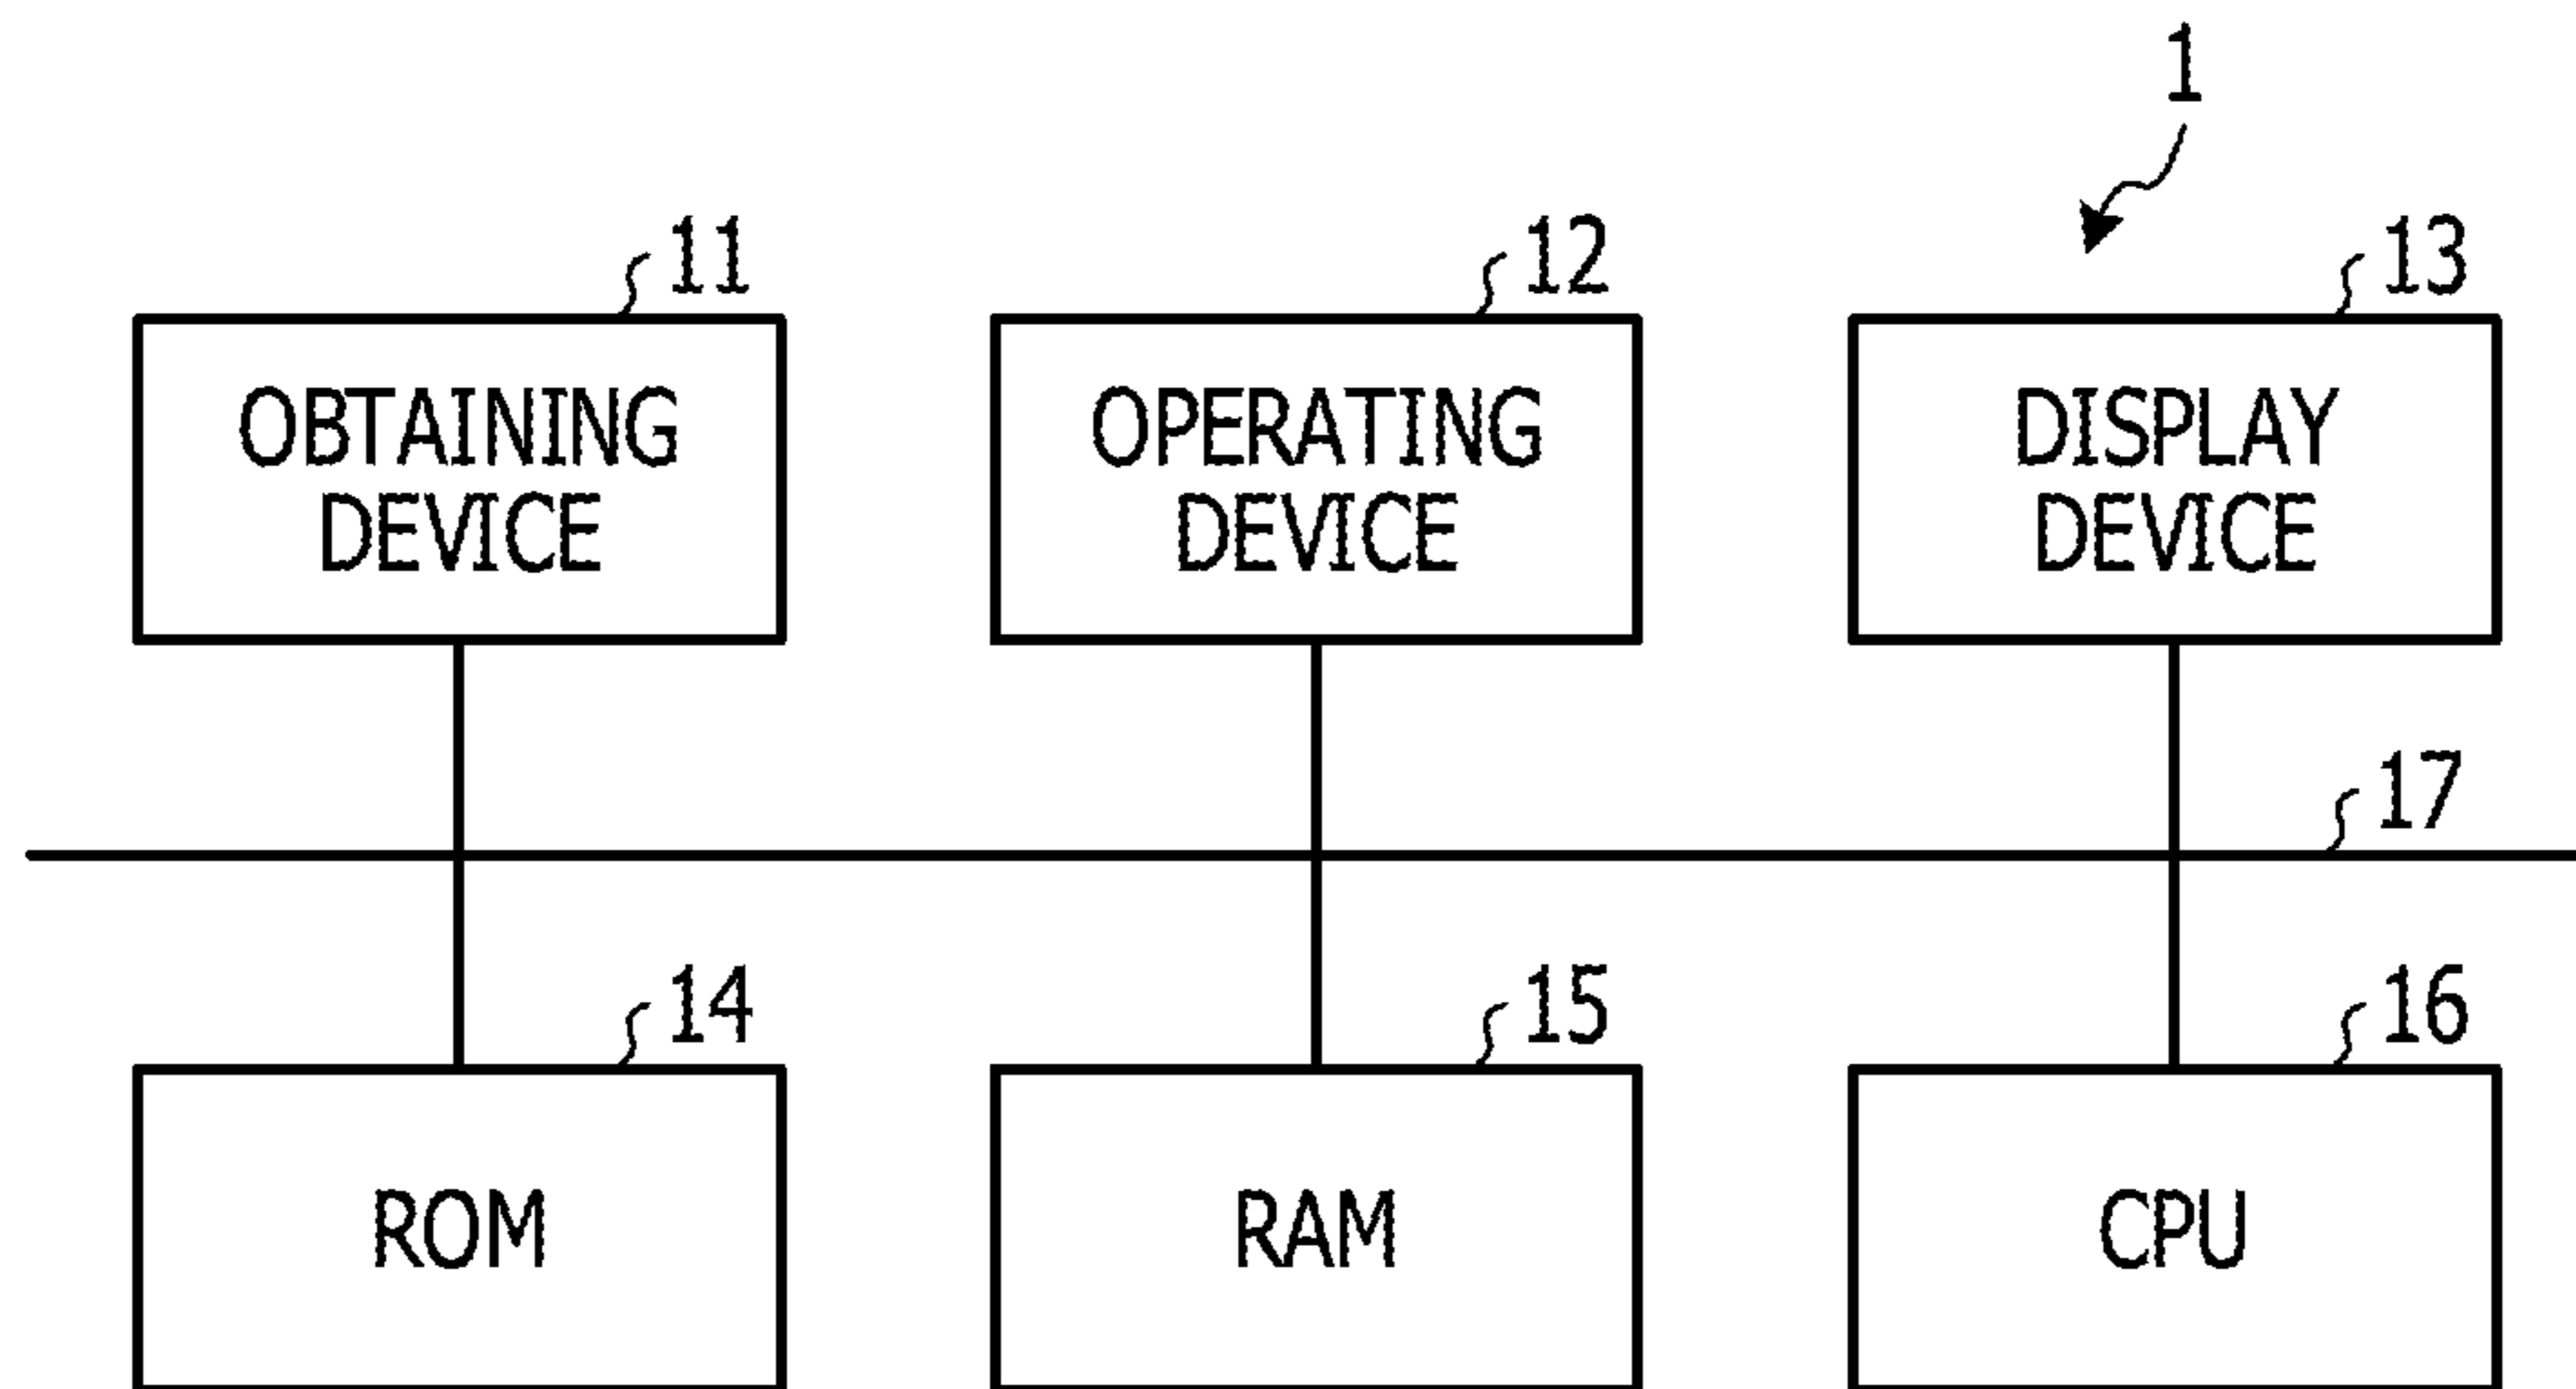 1
11
12
13
OBTAINING
DEVICE
OPERATING
DEVICE
DISPLAY
DEVICE
17
14
15
16
ROM
RAM
CPU